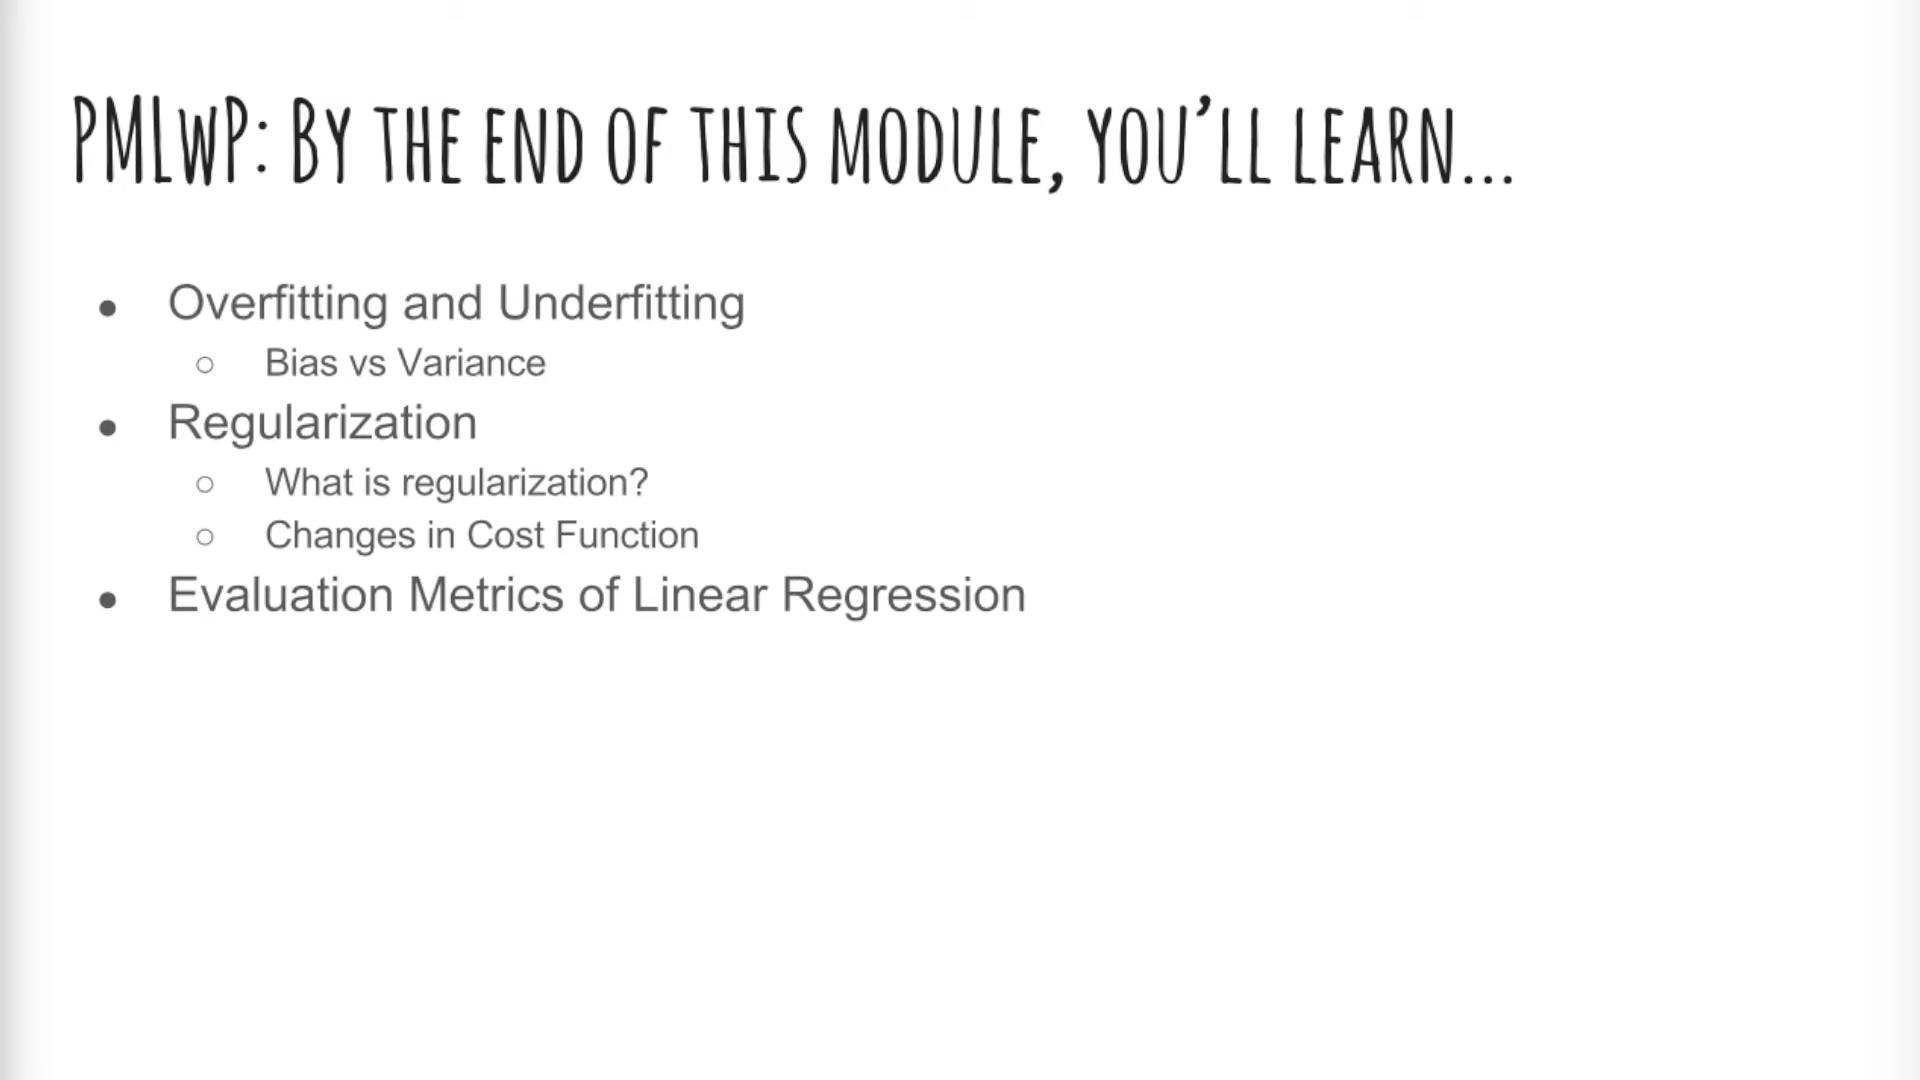 PMLwP: By the end of this module, you’ll learn...
● Overfitting and Underfitting
○ Bias vs Variance
● Regularization
○ What is regularization?
○ Changes in Cost Function
● Evaluation Metrics of Linear Regression